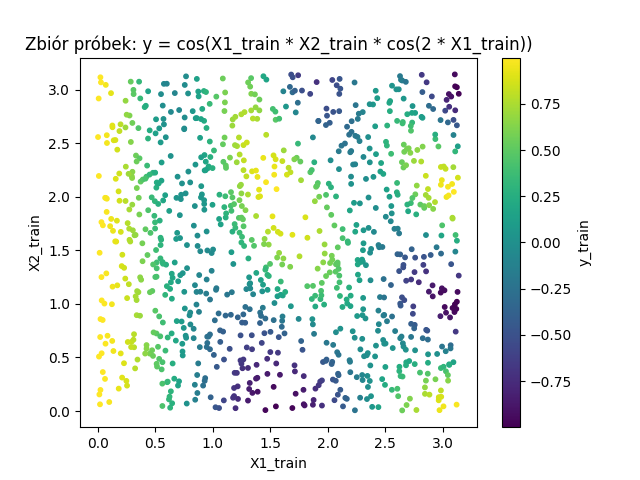 Zbiór próbek: y = cos(X1_train * X2_train * cos(2 * X1_train))
3.0
2.5
2.0
1.5
1.0
0.5
0.0
X2_train
0.0 0.5 1.0 1.5 2.0 2.5 3.0
X1_train
0.75
0.50
0.25
0.00
−0.25
−0.50
−0.75
y_train